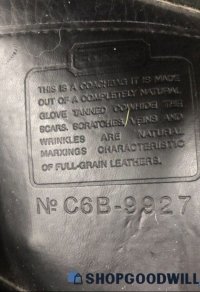 THIS IS A COACH BAG IT IS MADE
OUT OF A COMPLETELY NATURAL
GLOVE TANNED COWHIDE THE
SCARS, SCRATCHES, VEINS AND
WRINKLES ARE NATURAL
MARKINGS CHARACTERISTIC
OF FULL-GRAIN LEATHERS.
Nº C6B-9927
SHOPGOODWILL